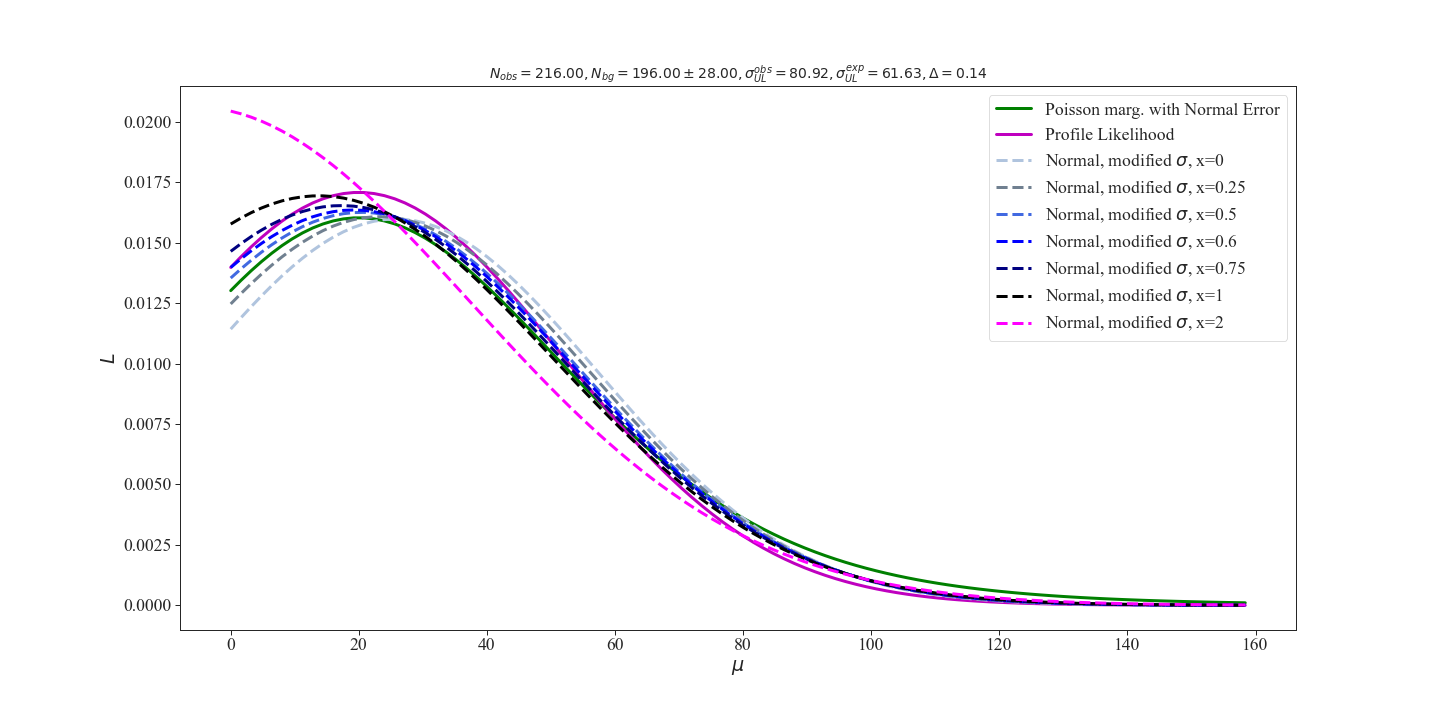 N_obs = 216.00, N_bg = 196.00 ± 28.00, σ_UL^obs = 80.92, σ_UL^exp = 61.63, Δ = 0.14
Poisson marg. with Normal Error
Profile Likelihood
Normal, modified σ, x=0
Normal, modified σ, x=0.25
Normal, modified σ, x=0.5
Normal, modified σ, x=0.6
Normal, modified σ, x=0.75
Normal, modified σ, x=1
Normal, modified σ, x=2
L
0.0200
0.0175
0.0150
0.0125
0.0100
0.0075
0.0050
0.0025
0.0000
0 20 40 60 80 100 120 140 160
μ